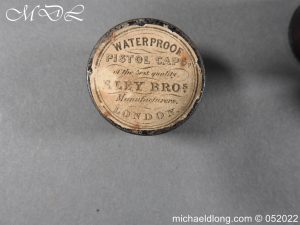 MDL
WATERPROOF
PISTOL CAPS,
of the best quality.
ELEY BROS
Manufacturers,
LONDON.
michaeldlong.com © 052022